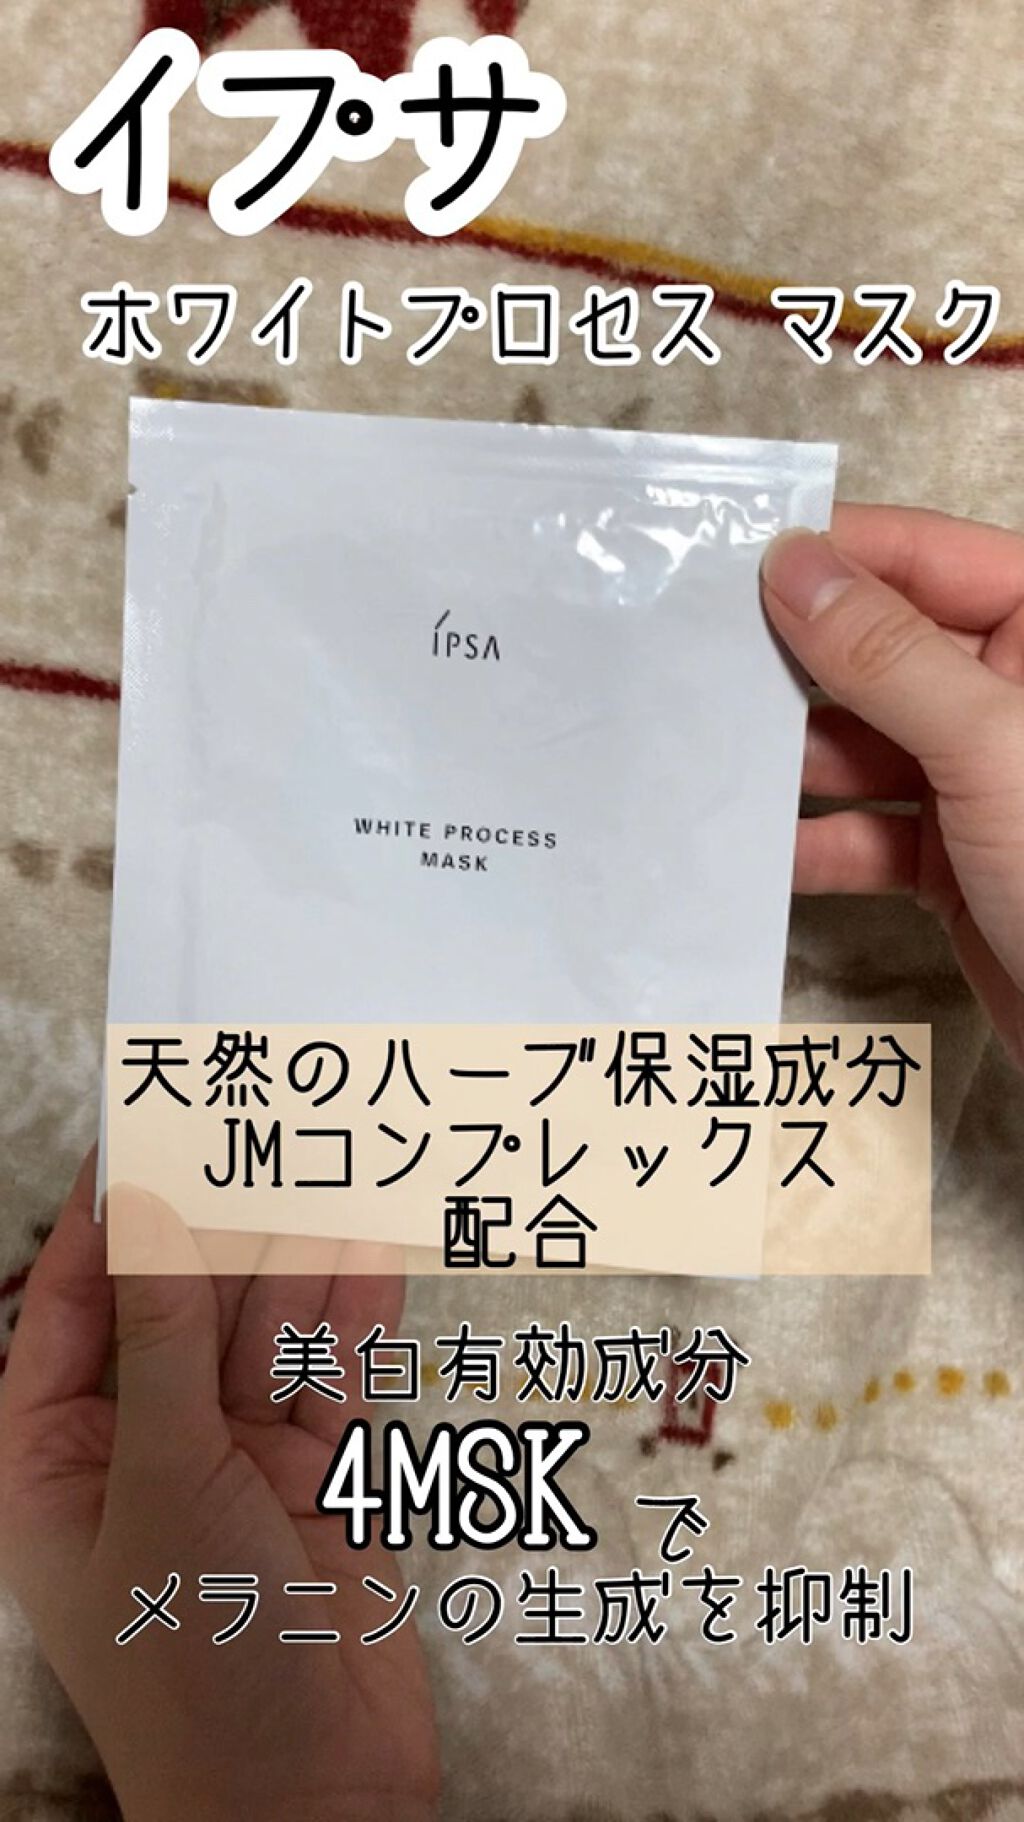 イプサ
ホワイトプロセス マスク
ÍPSA
WHITE PROCESS
MASK
天然のハーブ保湿成分
JMコンプレックス
配合
美白有効成分
4MSK で
メラニンの生成を抑制